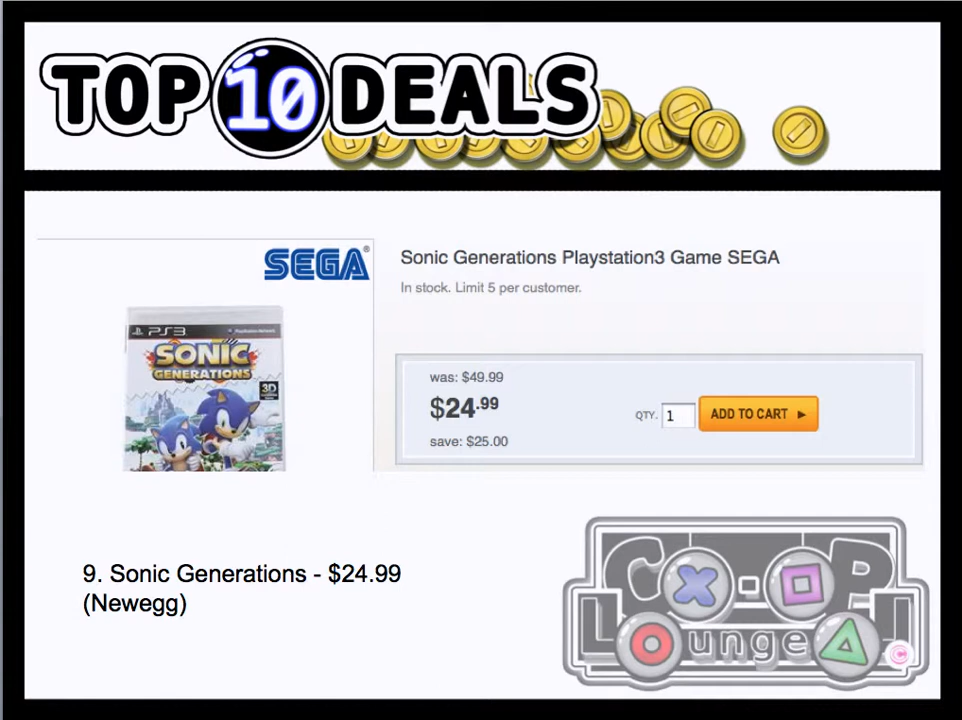 TOP 10 DEALS
SEGA®
Sonic Generations Playstation3 Game SEGA
In stock. Limit 5 per customer.
PS3
PlayStation Network
SONIC
GENERATIONS
3D
was: $49.99
$24.99
QTY. 1 ADD TO CART ►
save: $25.00
9. Sonic Generations - $24.99
(Newegg)
CO-OP
Lounge